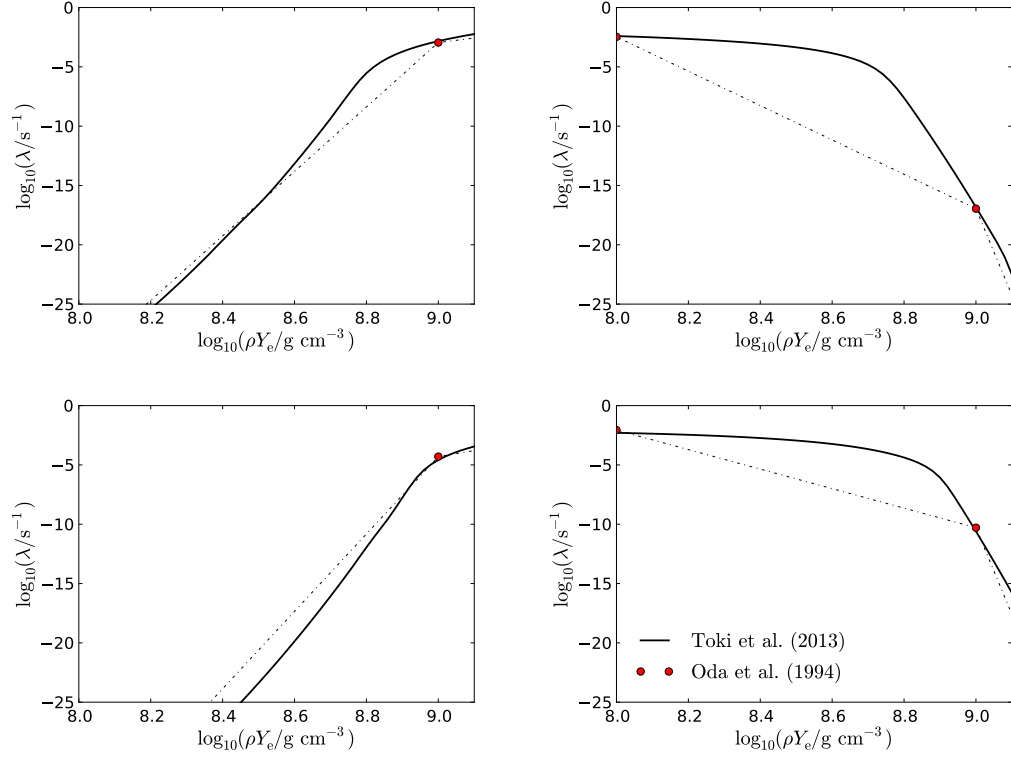 0
−5
−10
−15
−20
−25
log₁₀(λ/s⁻¹)
8.0 8.2 8.4 8.6 8.8 9.0
log₁₀(ρYₑ/g cm⁻³)
0
−5
−10
−15
−20
−25
log₁₀(λ/s⁻¹)
8.0 8.2 8.4 8.6 8.8 9.0
log₁₀(ρYₑ/g cm⁻³)
0
−5
−10
−15
−20
−25
log₁₀(λ/s⁻¹)
8.0 8.2 8.4 8.6 8.8 9.0
log₁₀(ρYₑ/g cm⁻³)
0
−5
−10
−15
−20
−25
log₁₀(λ/s⁻¹)
Toki et al. (2013)
Oda et al. (1994)
8.0 8.2 8.4 8.6 8.8 9.0
log₁₀(ρYₑ/g cm⁻³)